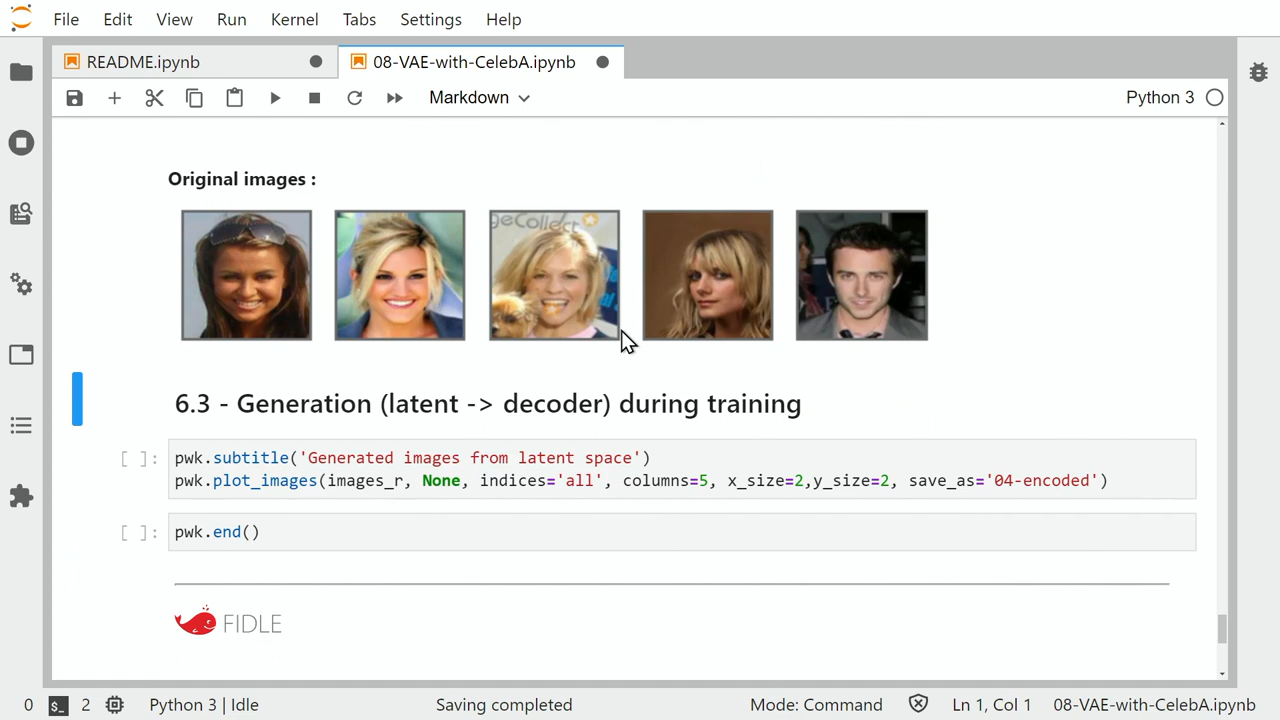 File Edit View Run Kernel Tabs Settings Help
README.ipynb 08-VAE-with-CelebA.ipynb
Markdown Python 3
Original images :
geCollect
6.3 - Generation (latent -> decoder) during training
[ ]: pwk.subtitle('Generated images from latent space')
pwk.plot_images(images_r, None, indices='all', columns=5, x_size=2,y_size=2, save_as='04-encoded')
[ ]: pwk.end()
FIDLE
0 $_ 2 Python 3 | Idle Saving completed Mode: Command Ln 1, Col 1 08-VAE-with-CelebA.ipynb